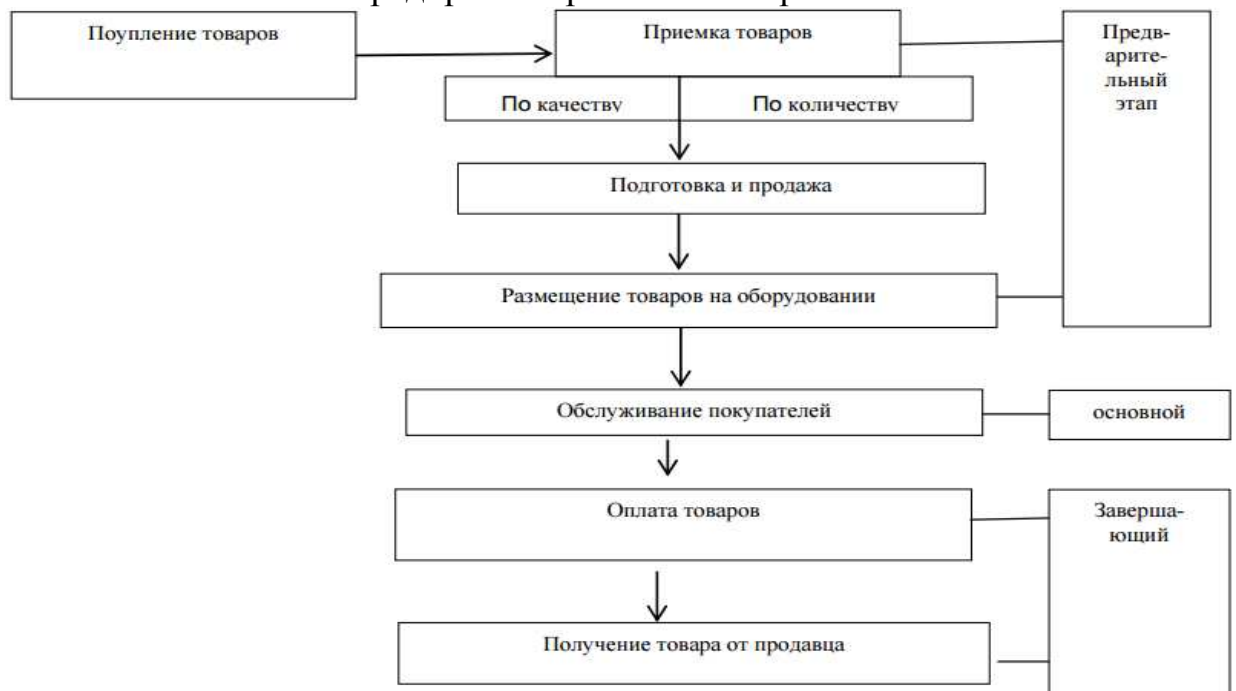 Поупление товаров
Приемка товаров
Предв-
арите-
льный
этап
По качеству
По количеству
Подготовка и продажа
Размещение товаров на оборудовании
Обслуживание покупателей
основной
Оплата товаров
Заверша-
ющий
Получение товара от продавца